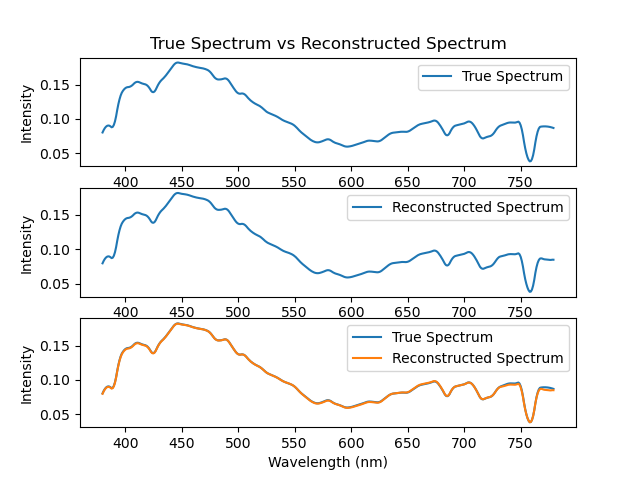 True Spectrum vs Reconstructed Spectrum
True Spectrum
Intensity
0.15
0.10
0.05
400 450 500 550 600 650 700 750
Reconstructed Spectrum
Intensity
0.15
0.10
0.05
400 450 500 550 600 650 700 750
True Spectrum
Reconstructed Spectrum
Intensity
0.15
0.10
0.05
400 450 500 550 600 650 700 750
Wavelength (nm)